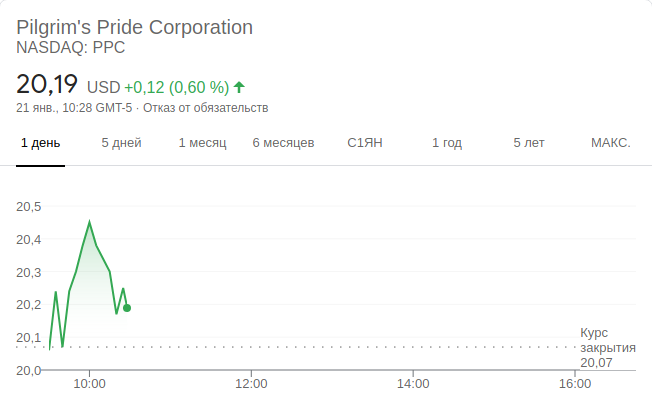 Pilgrim's Pride Corporation
NASDAQ: PPC
20,19 USD +0,12 (0,60 %)
21 янв., 10:28 GMT-5 · Отказ от обязательств
1 день 5 дней 1 месяц 6 месяцев С1ЯН 1 год 5 лет МАКС.
20,5
20,4
20,3
20,2
20,1
20,0
Курс
закрытия
20,07
10:00 12:00 14:00 16:00